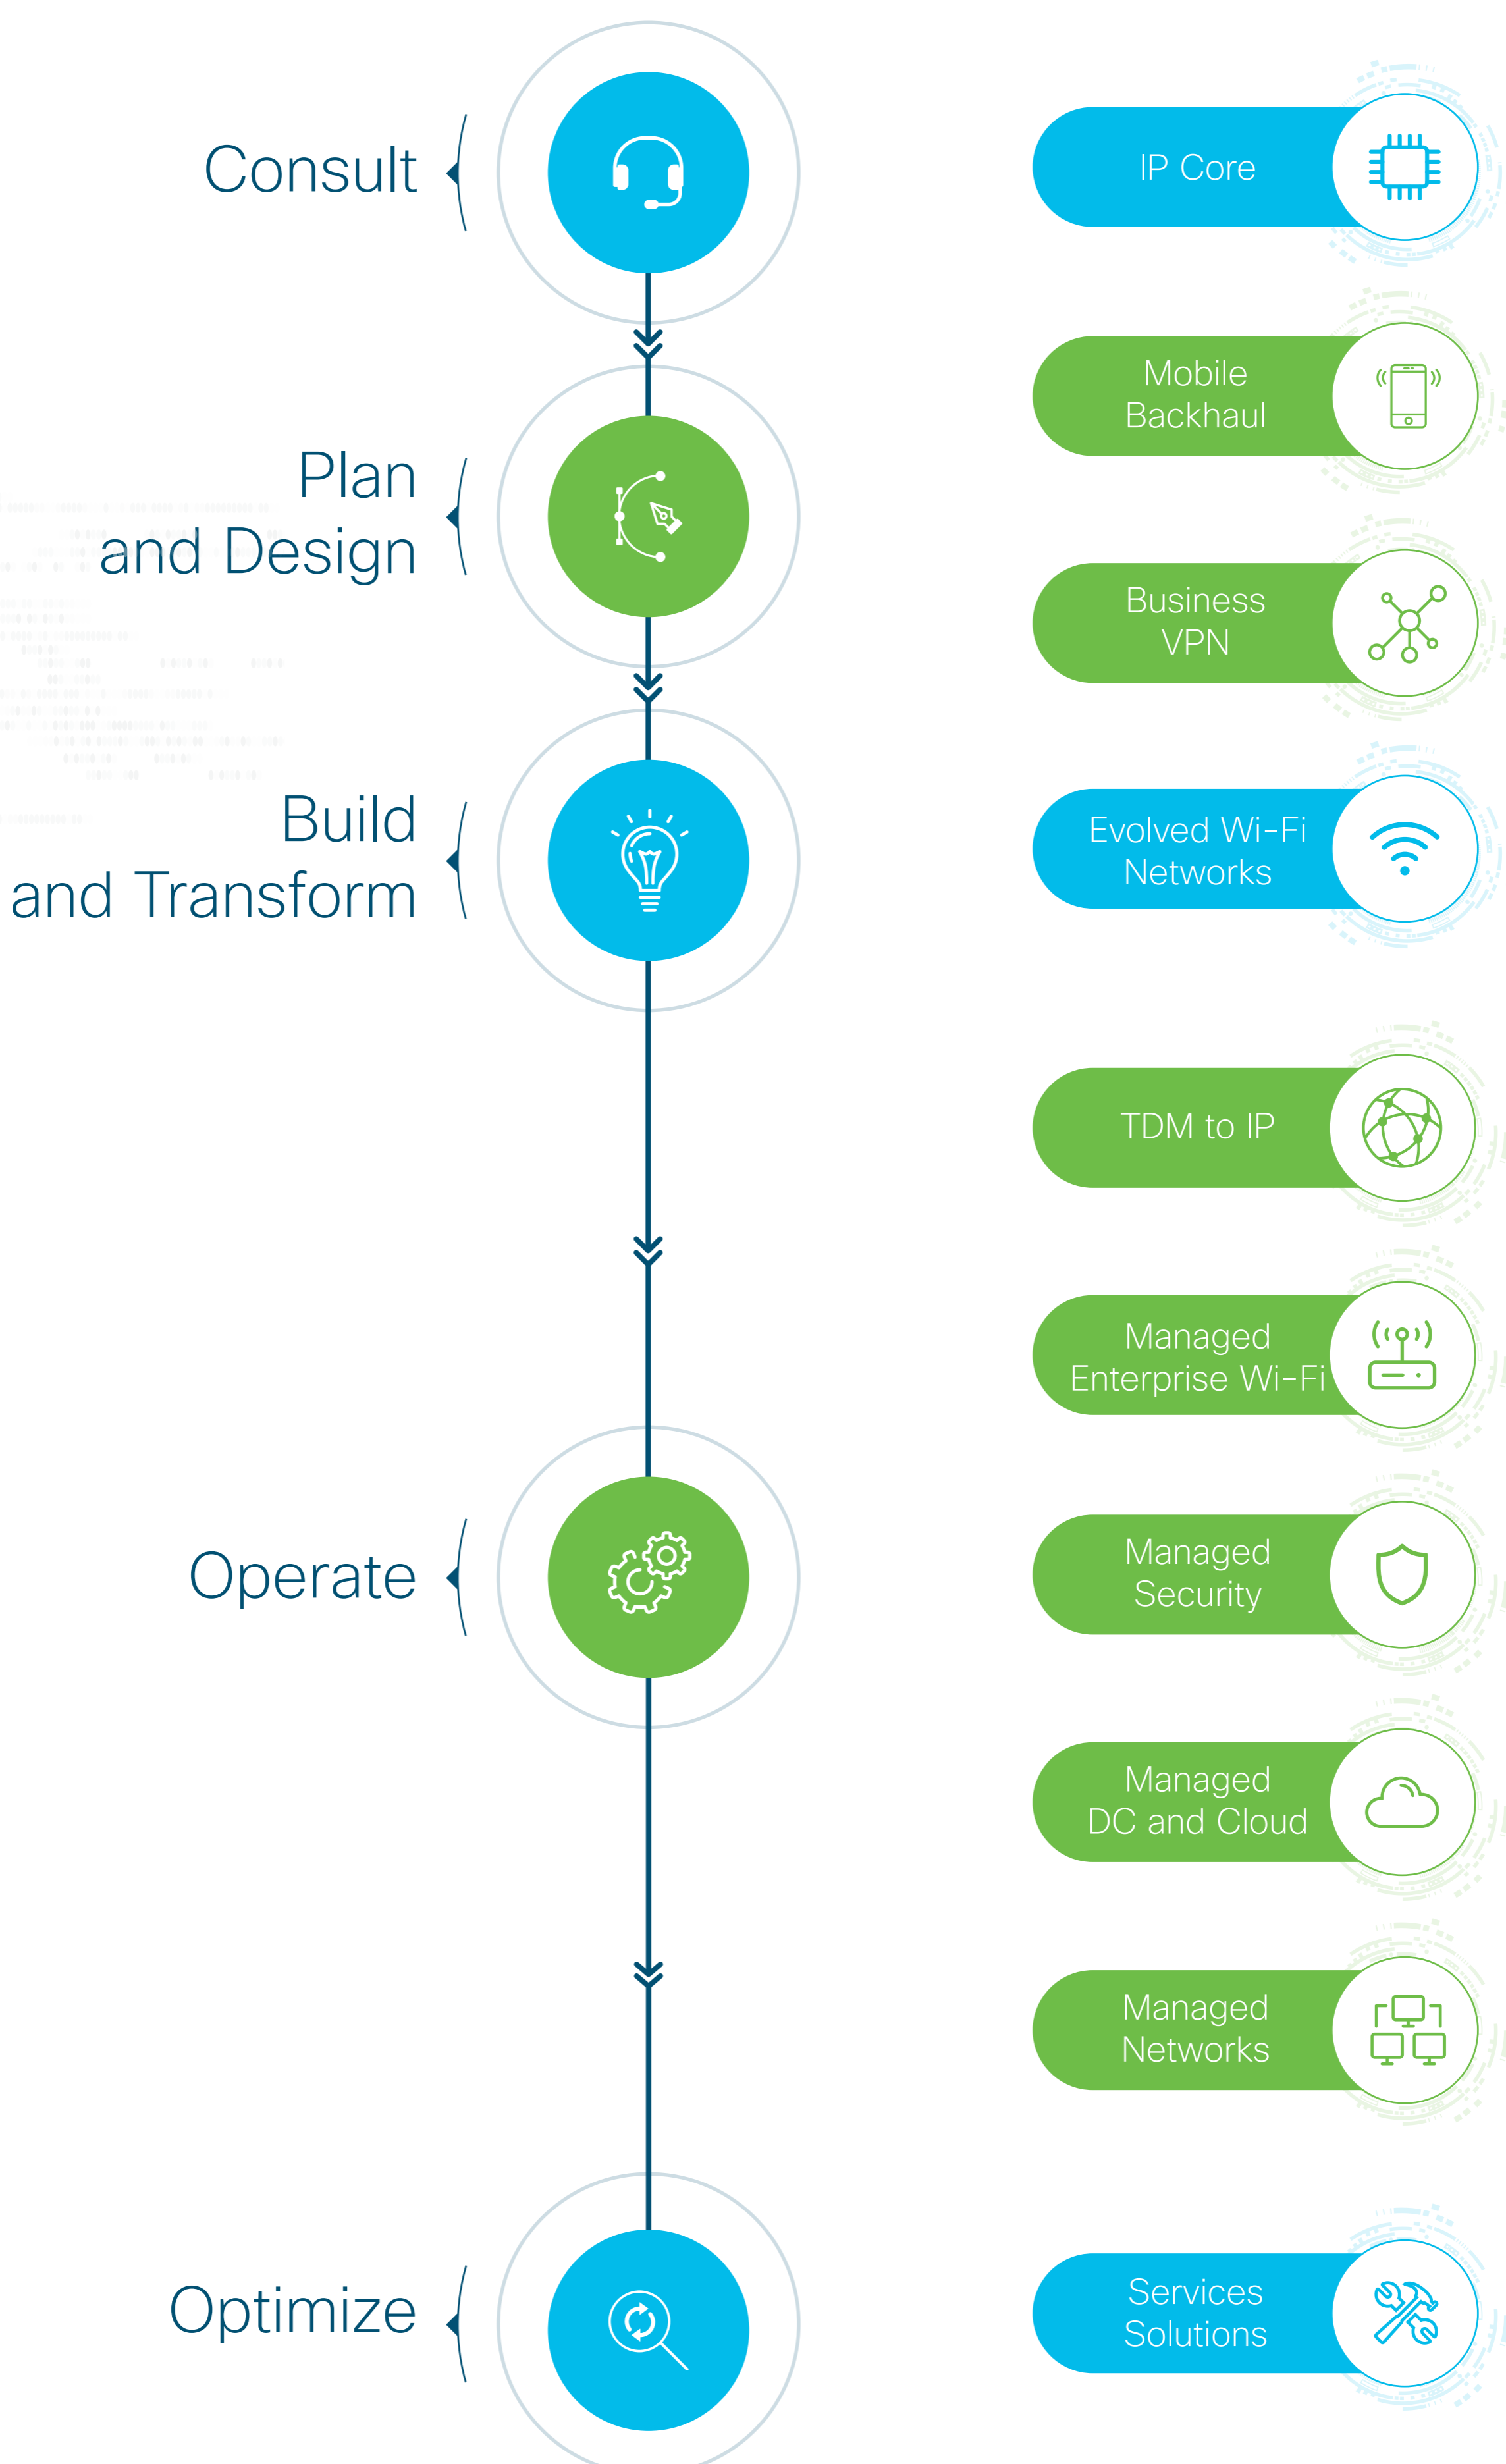 Consult
Plan
and Design
Build
and Transform
Operate
Optimize
IP Core
Mobile
Backhaul
Business
VPN
Evolved Wi-Fi
Networks
TDM to IP
Managed
Enterprise Wi-Fi
Managed
Security
Managed
DC and Cloud
Managed
Networks
Services
Solutions